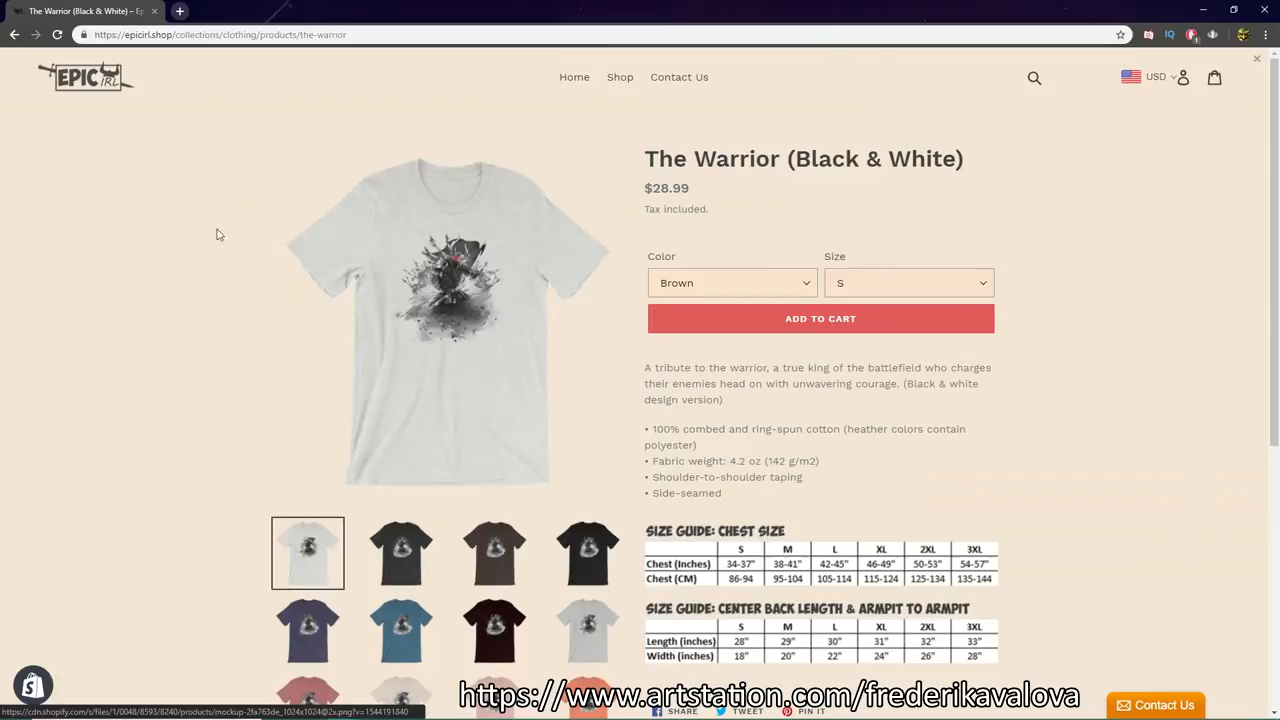 The Warrior (Black & White) – Ep
https://epicirl.shop/collections/clothing/products/the-warrior
EPIC IRL
Home Shop Contact Us
USD
The Warrior (Black & White)
$28.99
Tax included.
Color Size
Brown S
ADD TO CART
A tribute to the warrior, a true king of the battlefield who charges
their enemies head on with unwavering courage. (Black & white
design version)
• 100% combed and ring-spun cotton (heather colors contain
polyester)
• Fabric weight: 4.2 oz (142 g/m2)
• Shoulder-to-shoulder taping
• Side-seamed
SIZE GUIDE: CHEST SIZE
S M L XL 2XL 3XL
Chest (Inches) 34-37" 38-41" 42-45" 46-49" 50-53" 54-57"
Chest (CM) 86-94 95-104 105-114 115-124 125-134 135-144
SIZE GUIDE: CENTER BACK LENGTH & ARMPIT TO ARMPIT
S M L XL 2XL 3XL
Length (inches) 28" 29" 30" 31" 32" 33"
Width (inches) 18" 20" 22" 24" 26" 28"
https://www.artstation.com/frederikavalova
SHARE TWEET PIN IT
Contact Us
https://cdn.shopify.com/s/files/1/0048/8593/8240/products/mockup-2fa763de_1024x1024@2x.png?v=1544191840